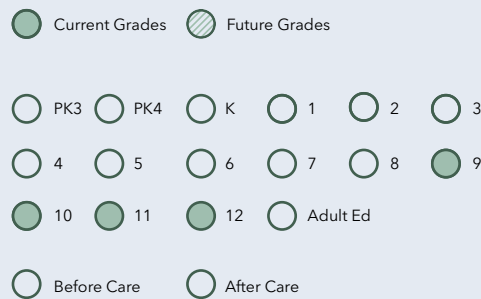 Current Grades Future Grades
PK3 PK4 K 1 2 3
4 5 6 7 8 9
10 11 12 Adult Ed
Before Care After Care